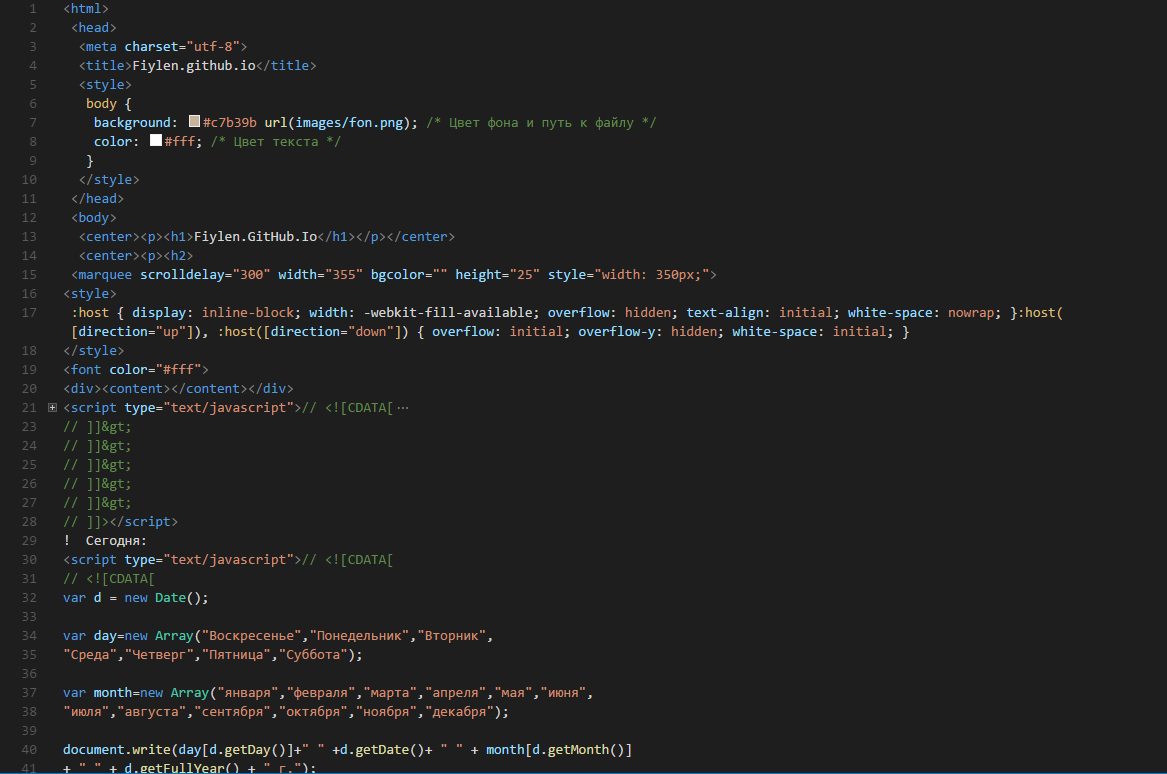 1 <html>
2 <head>
3 <meta charset="utf-8">
4 <title>Fiylen.github.io</title>
5 <style>
6 body {
7 background: #c7b39b url(images/fon.png); /* Цвет фона и путь к файлу */
8 color: #fff; /* Цвет текста */
9 }
10 </style>
11 </head>
12 <body>
13 <center><p><h1>Fiylen.GitHub.Io</h1></p></center>
14 <center><p><h2>
15 <marquee scrolldelay="300" width="355" bgcolor="" height="25" style="width: 350px;">
16 <style>
17 :host { display: inline-block; width: -webkit-fill-available; overflow: hidden; text-align: initial; white-space: nowrap; }:host(
[direction="up"]), :host([direction="down"]) { overflow: initial; overflow-y: hidden; white-space: initial; }
18 </style>
19 <font color="#fff">
20 <div><content></content></div>
21 <script type="text/javascript">// <![CDATA[ ⋯
23 // ]]&gt;
24 // ]]&gt;
25 // ]]&gt;
26 // ]]&gt;
27 // ]]&gt;
28 // ]]></script>
29 ! Сегодня:
30 <script type="text/javascript">// <![CDATA[
31 // <![CDATA[
32 var d = new Date();
33
34 var day=new Array("Воскресенье","Понедельник","Вторник",
35 "Среда","Четверг","Пятница","Суббота");
36
37 var month=new Array("января","февраля","марта","апреля","мая","июня",
38 "июля","августа","сентября","октября","ноября","декабря");
39
40 document.write(day[d.getDay()]+" " +d.getDate()+ " " + month[d.getMonth()]
41 + " " + d.getFullYear() + " г.");